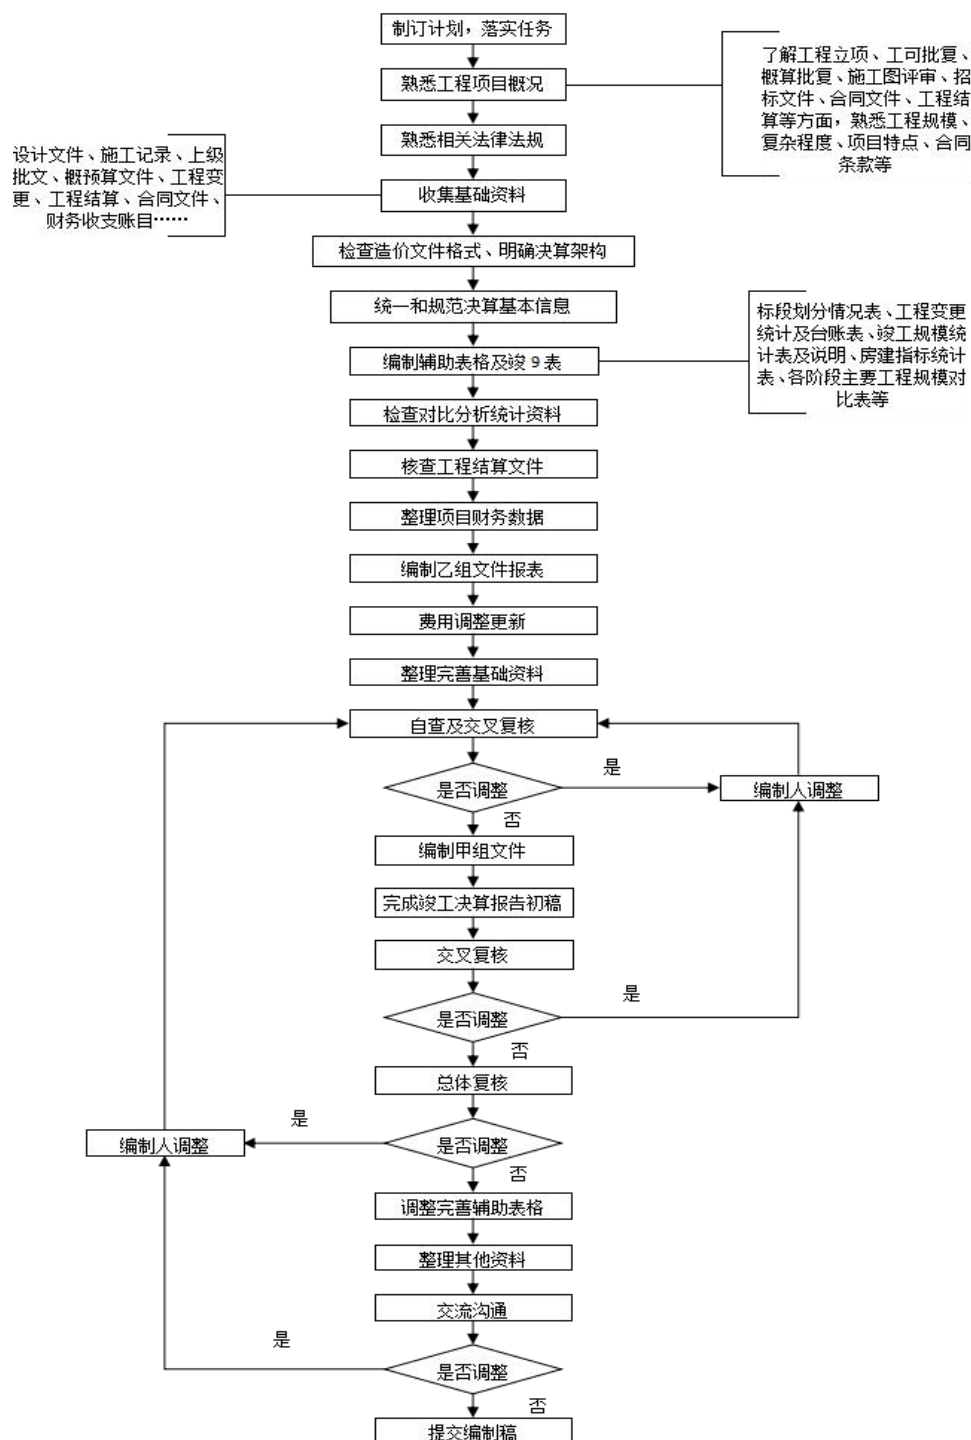 制订计划，落实任务
熟悉工程项目概况
了解工程立项、工可批复、
概算批复、施工图评审、招
标文件、合同文件、工程结
算等方面，熟悉工程规模、
复杂程度、项目特点、合同
条款等
熟悉相关法律法规
设计文件、施工记录、上级
批文、概预算文件、工程变
更、工程结算、合同文件、
财务收支账目……
收集基础资料
检查造价文件格式、明确决算架构
统一和规范决算基本信息
编制辅助表格及竣9表
标段划分情况表、工程变更
统计及台账表、竣工规模统
计表及说明、房建指标统计
表、各阶段主要工程规模对
比表等
检查对比分析统计资料
核查工程结算文件
整理项目财务数据
编制乙组文件报表
费用调整更新
整理完善基础资料
自查及交叉复核
是否调整
是
编制人调整
否
编制甲组文件
完成竣工决算报告初稿
交叉复核
是否调整
是
否
总体复核
是否调整
是
编制人调整
否
调整完善辅助表格
整理其他资料
交流沟通
是否调整
是
否
提交编制稿